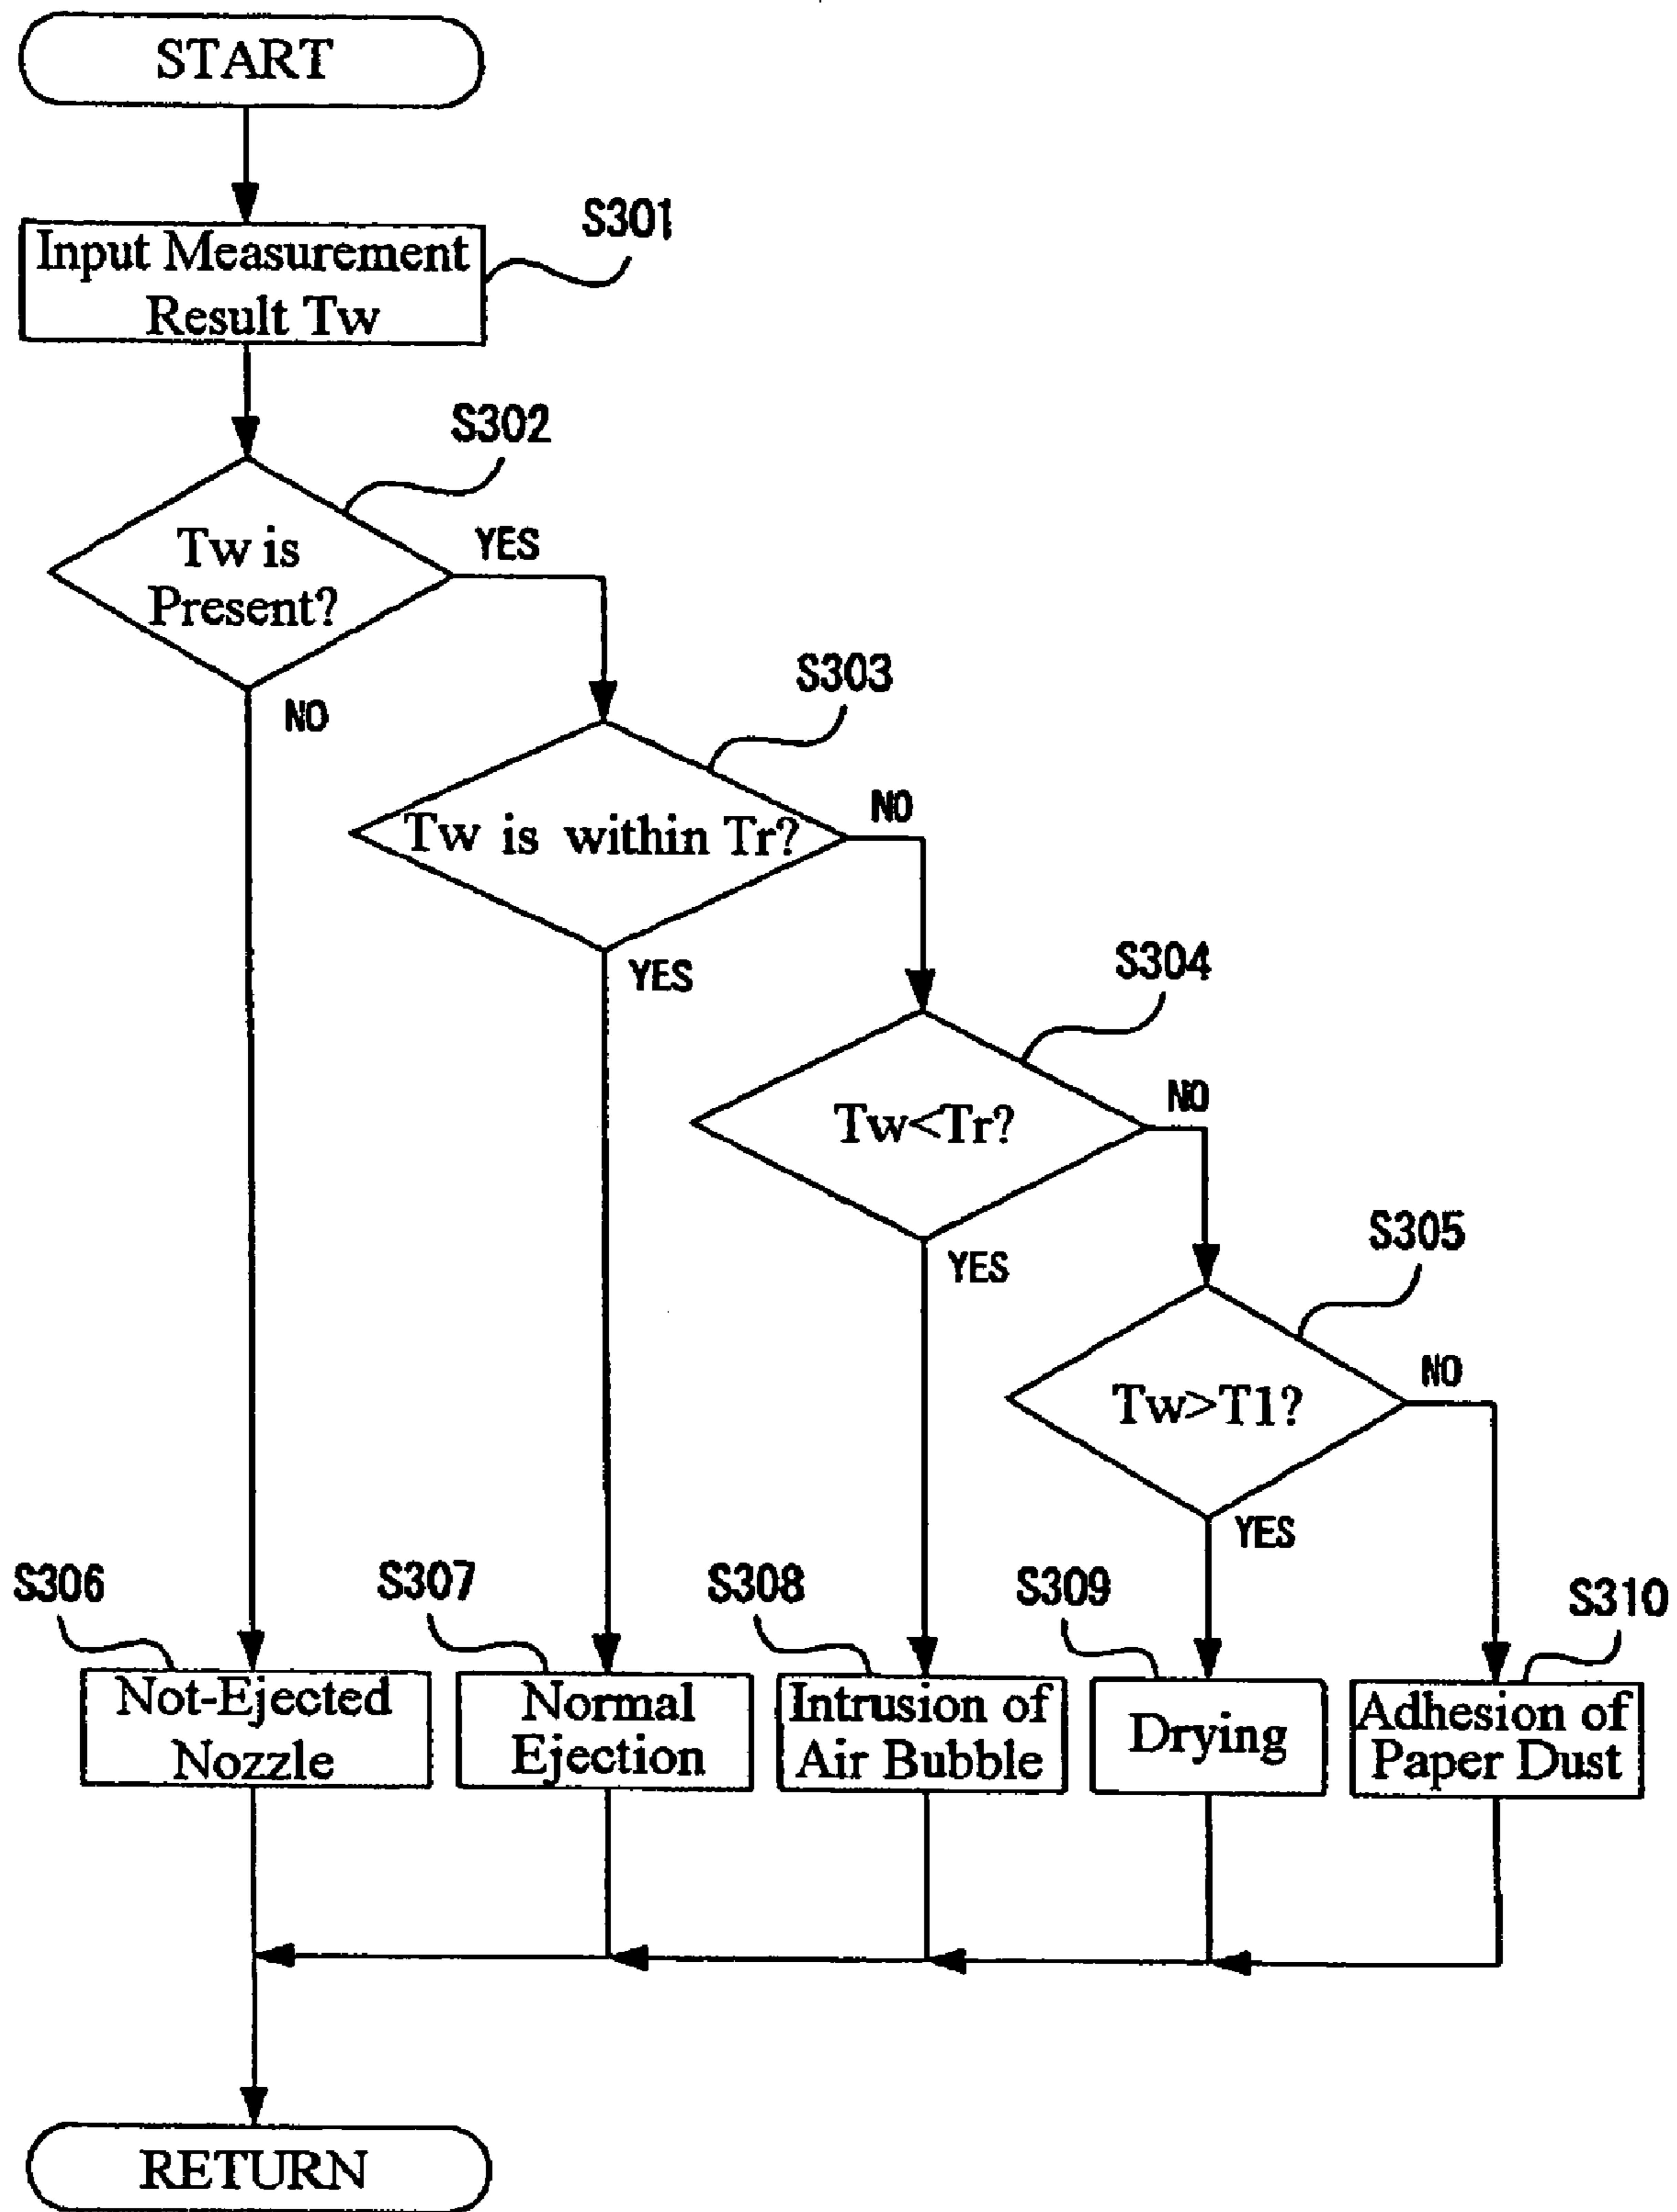 START
S301
Input Measurement
Result Tw
S302
Tw is
Present?
YES
NO
S303
Tw is within Tr?
NO
YES
S304
Tw<Tr?
NO
YES
S305
Tw>T1?
NO
YES
S306
S307
S308
S309
S310
Not-Ejected
Nozzle
Normal
Ejection
Intrusion of
Air Bubble
Drying
Adhesion of
Paper Dust
RETURN